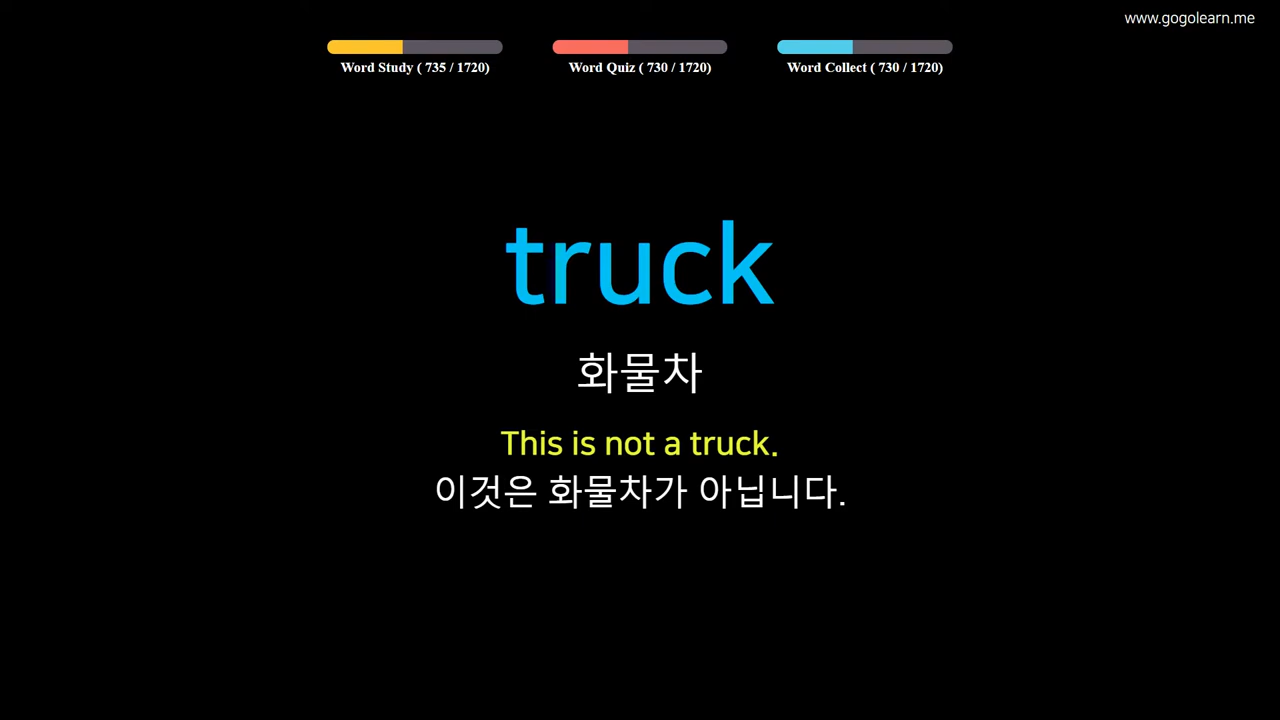 www.gogolearn.me
Word Study ( 735 / 1720)
Word Quiz ( 730 / 1720)
Word Collect ( 730 / 1720)
truck
화물차
This is not a truck.
이것은 화물차가 아닙니다.